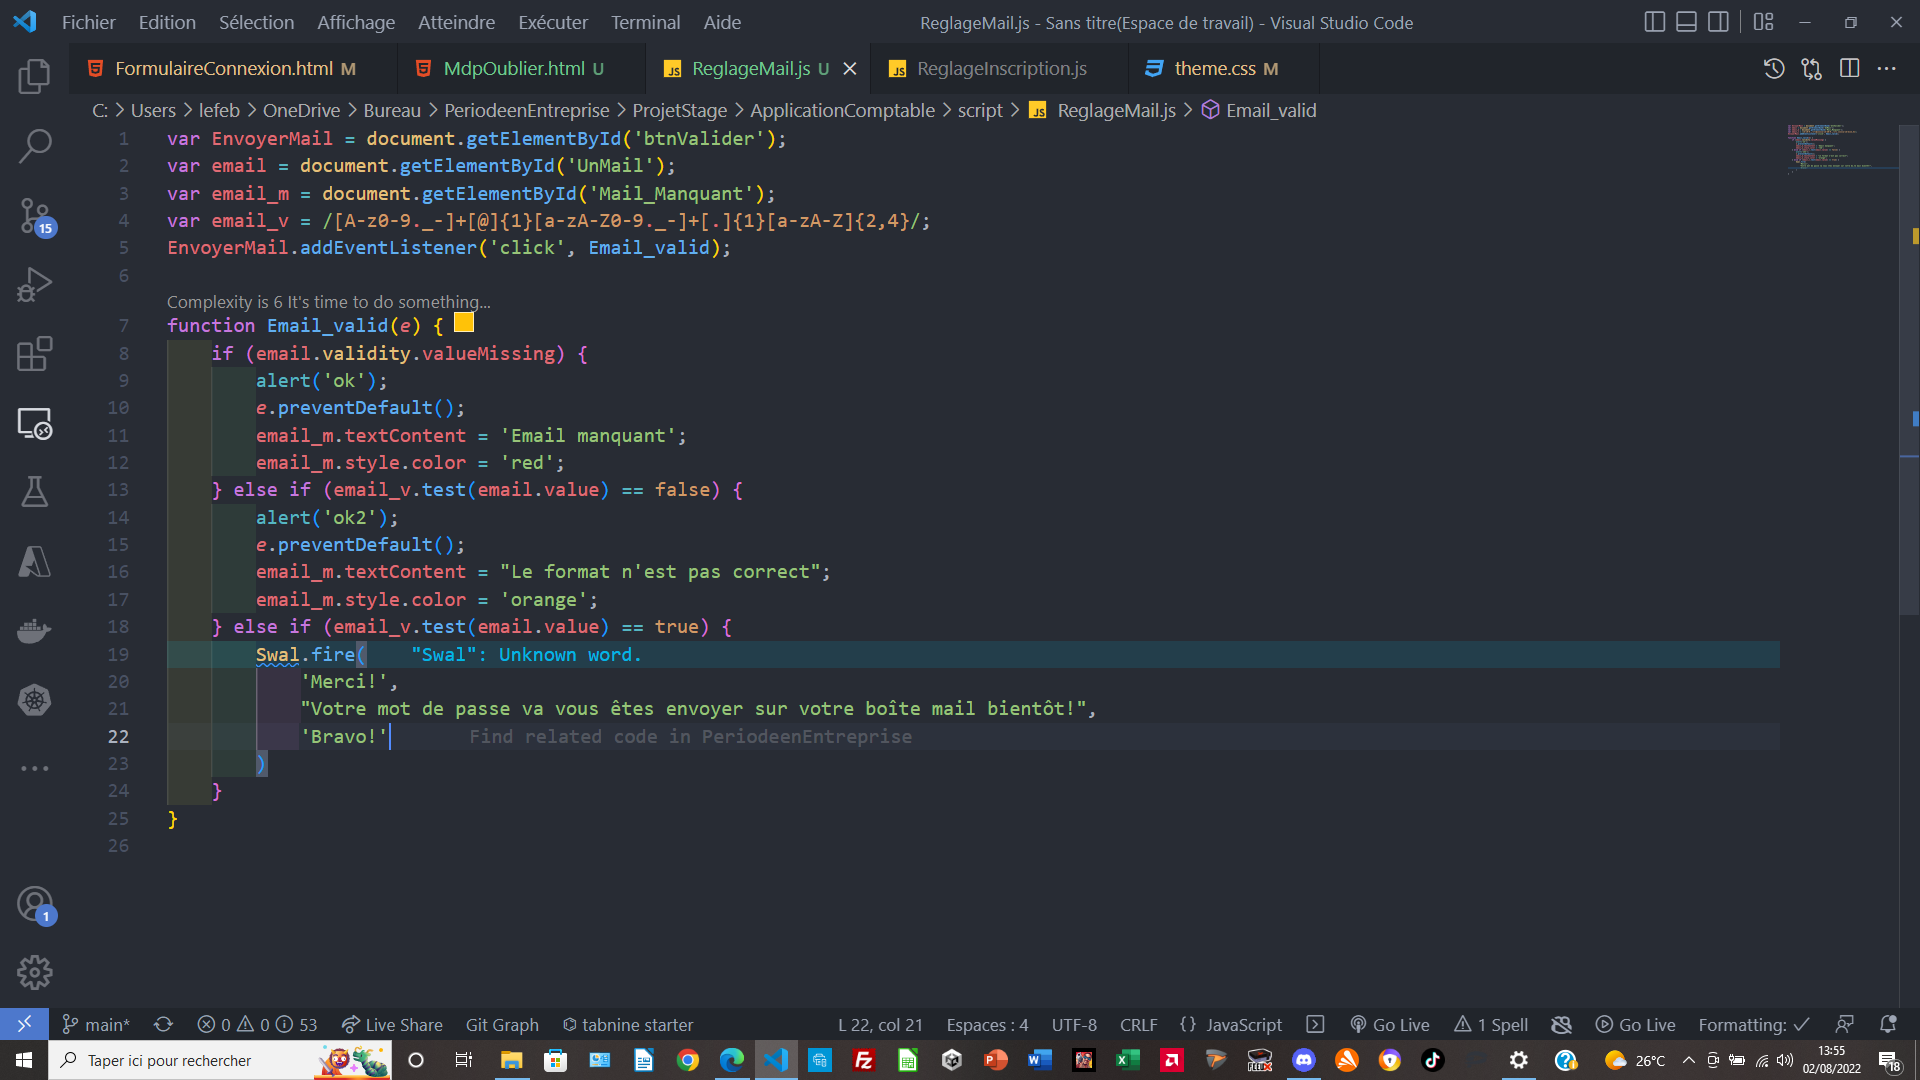 Fichier Edition Sélection Affichage Atteindre Exécuter Terminal Aide ReglageMail.js - Sans titre(Espace de travail) - Visual Studio Code
FormulaireConnexion.html M MdpOublier.html U ReglageMail.js U ReglageInscription.js theme.css M
C: > Users > lefeb > OneDrive > Bureau > PeriodeenEntreprise > ProjetStage > ApplicationComptable > script > ReglageMail.js > Email_valid
1 var EnvoyerMail = document.getElementById('btnValider');
2 var email = document.getElementById('UnMail');
3 var email_m = document.getElementById('Mail_Manquant');
4 var email_v = /[A-z0-9._-]+[@]{1}[a-zA-Z0-9._-]+[.]{1}[a-zA-Z]{2,4}/;
5 EnvoyerMail.addEventListener('click', Email_valid);
6
Complexity is 6 It's time to do something...
7 function Email_valid(e) {
8 if (email.validity.valueMissing) {
9 alert('ok');
10 e.preventDefault();
11 email_m.textContent = 'Email manquant';
12 email_m.style.color = 'red';
13 } else if (email_v.test(email.value) == false) {
14 alert('ok2');
15 e.preventDefault();
16 email_m.textContent = "Le format n'est pas correct";
17 email_m.style.color = 'orange';
18 } else if (email_v.test(email.value) == true) {
19 Swal.fire( "Swal": Unknown word.
20 'Merci!',
21 "Votre mot de passe va vous êtes envoyer sur votre boîte mail bientôt!",
22 'Bravo!' Find related code in PeriodeenEntreprise
23 )
24 }
25 }
26
15
1
main* 0 0 53 Live Share Git Graph tabnine starter L 22, col 21 Espaces : 4 UTF-8 CRLF {} JavaScript Go Live 1 Spell Go Live Formatting:
Taper ici pour rechercher 26°C 13:55
02/08/2022 18